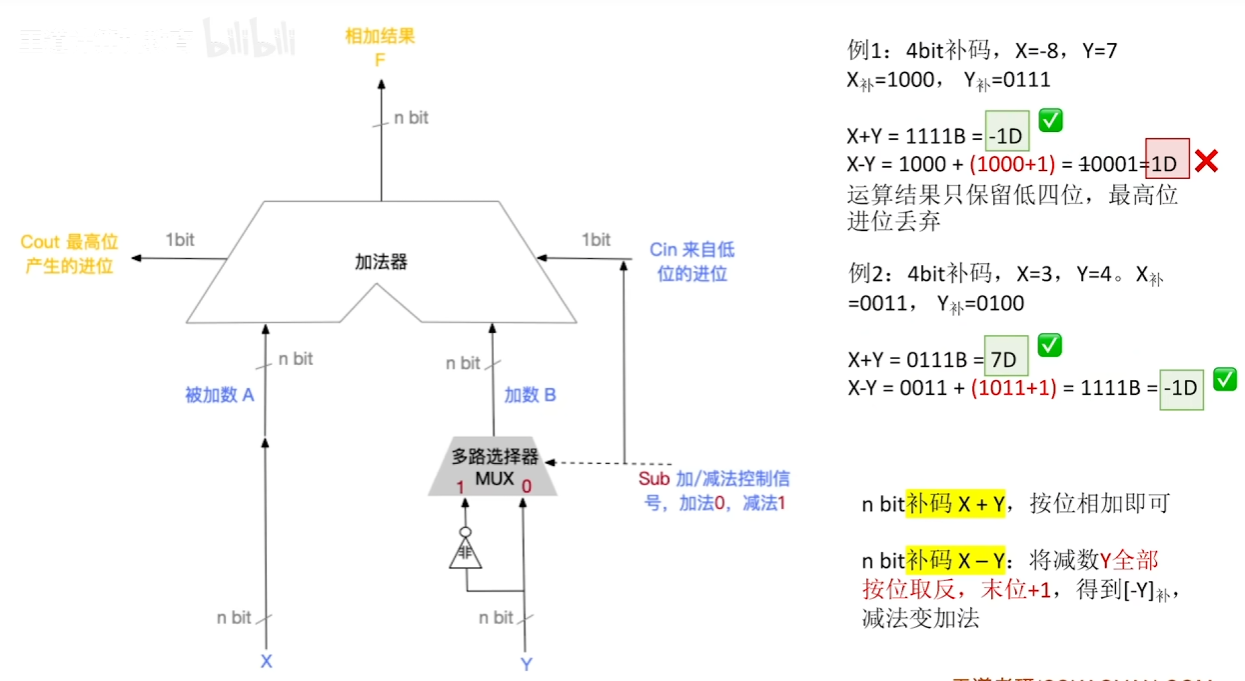 bilibili
相加结果
F
n bit
Cout 最高位
产生的进位
1bit
加法器
1bit
Cin 来自低
位的进位
n bit
被加数 A
n bit
加数 B
多路选择器
MUX
1
0
Sub 加/减法控制信
号，加法0，减法1
非
n bit
X
n bit
Y
例1：4bit补码，X=-8，Y=7
X补=1000， Y补=0111
X+Y = 1111B = -1D
X-Y = 1000 + (1000+1) = 10001=1D
运算结果只保留低四位，最高位
进位丢弃
例2：4bit补码，X=3，Y=4。X补
=0011， Y补=0100
X+Y = 0111B = 7D
X-Y = 0011 + (1011+1) = 1111B = -1D
n bit补码 X + Y，按位相加即可
n bit补码 X – Y：将减数Y全部
按位取反，末位+1，得到[-Y]补，
减法变加法